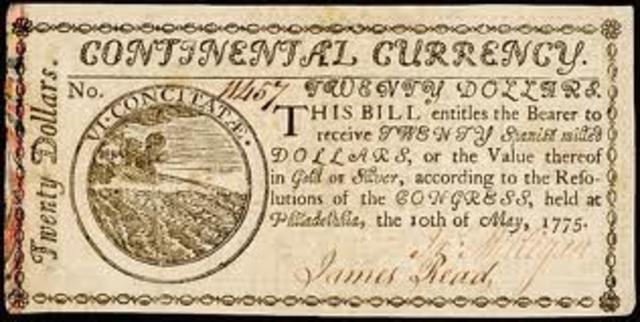 CONTINENTAL CURRENCY.
Twenty Dollars.
No. 11457
TWENTY DOLLARS.
VI·CONCITATÆ·
THIS BILL entitles the Bearer to
receive TWENTY Spanish milled
DOLLARS, or the Value thereof
in Gold or Silver, according to the Reso-
lutions of the CONGRESS, held at
Philadelphia, the 10th of May, 1775.
James Read